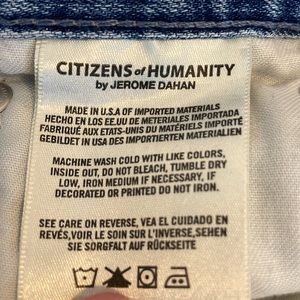 CITIZENS of HUMANITY
by JEROME DAHAN
MADE IN U.S.A OF IMPORTED MATERIALS
HECHO EN LOS EE.UU DE METERIALES IMPORTADA
FABRIQUÉ AUX ETATS-UNIS DU MATÉRIELS IMPORTÉ
GEBILDET IN USA DES IMPORTIERTEN MATERIALIEN
MACHINE WASH COLD WITH LIKE COLORS,
INSIDE OUT, DO NOT BLEACH, TUMBLE DRY
LOW, IRON MEDIUM IF NECESSARY, IF
DECORATED OR PRINTED DO NOT IRON.
SEE CARE ON REVERSE, VEA EL CUIDADO EN
REVÉS,VOIR LE SOIN SUR L'INVERSE,SEHEN
SIE SORGFALT AUF RÜCKSEITE